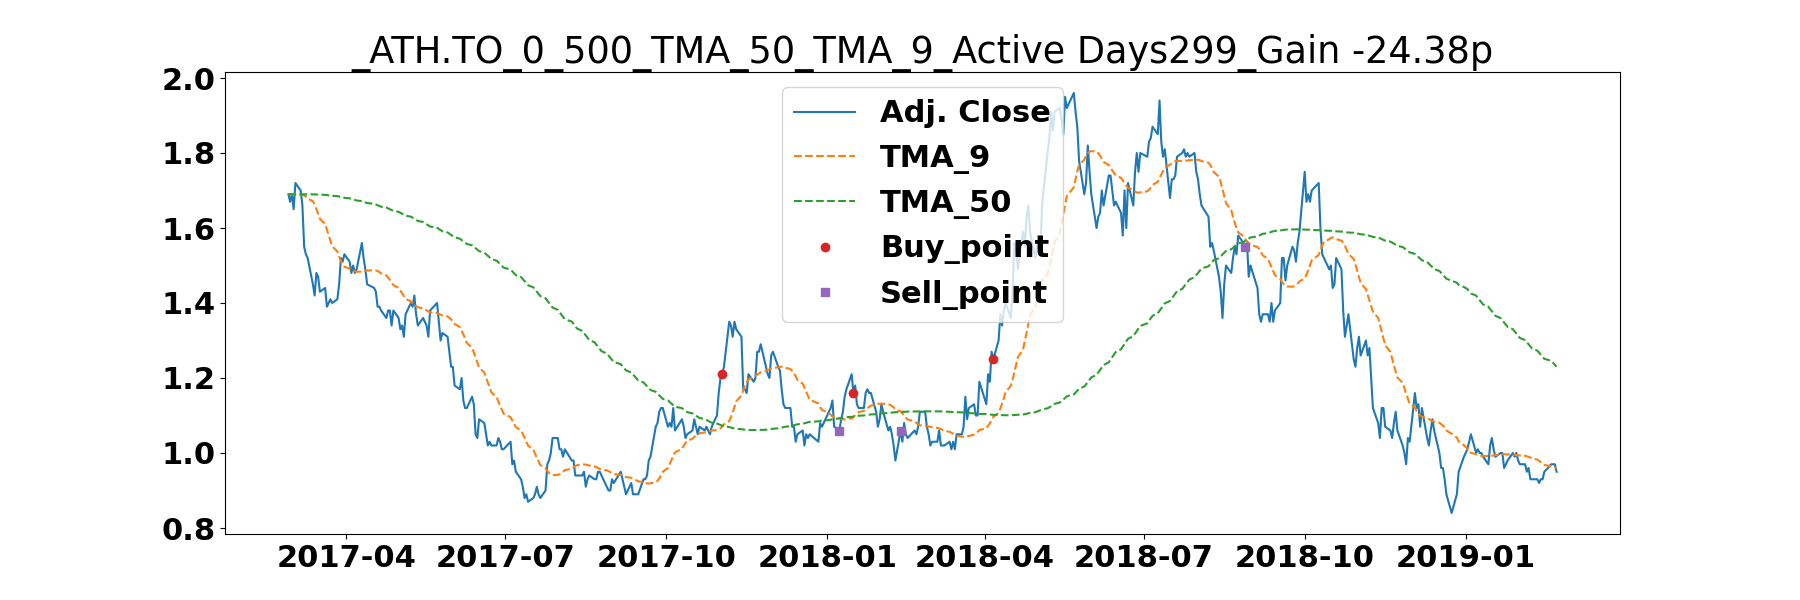 _ATH.TO_0_500_TMA_50_TMA_9_Active Days299_Gain -24.38p
2.0
1.8
1.6
1.4
1.2
1.0
0.8
Adj. Close
TMA_9
TMA_50
Buy_point
Sell_point
2017-04 2017-07 2017-10 2018-01 2018-04 2018-07 2018-10 2019-01